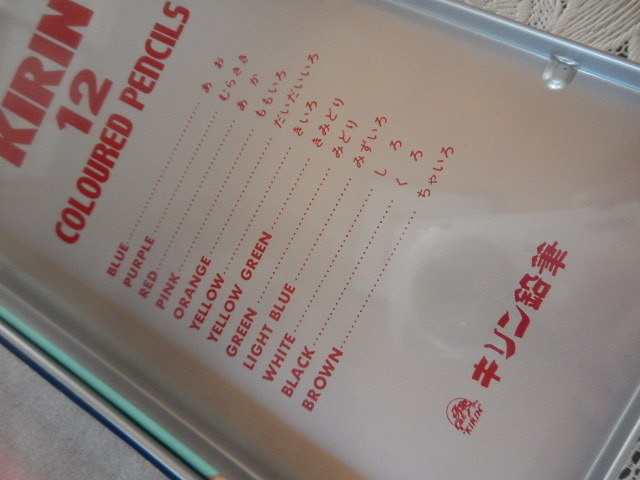 KIRIN
12
COLOURED PENCILS
BLUE あお
PURPLE むらさき
RED あか
PINK ももいろ
ORANGE だいだいいろ
YELLOW きいろ
YELLOW GREEN きみどり
GREEN みどり
LIGHT BLUE みずいろ
WHITE しろ
BLACK くろ
BROWN ちゃいろ
キリン鉛筆
KIRIN